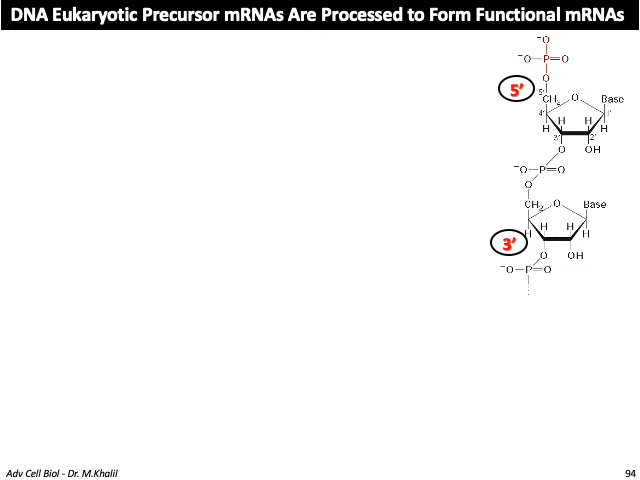 DNA Eukaryotic Precursor mRNAs Are Processed to Form Functional mRNAs
⁻O
⁻O—P=O
O
5'
5'
CH₂
O
Base
4'
1'
H
H
H
H
3'
2'
O
OH
⁻O—P=O
O
CH₂
O
Base
H
H
H
H
3'
O
OH
⁻O—P=O
Adv Cell Biol - Dr. M.Khalil
94